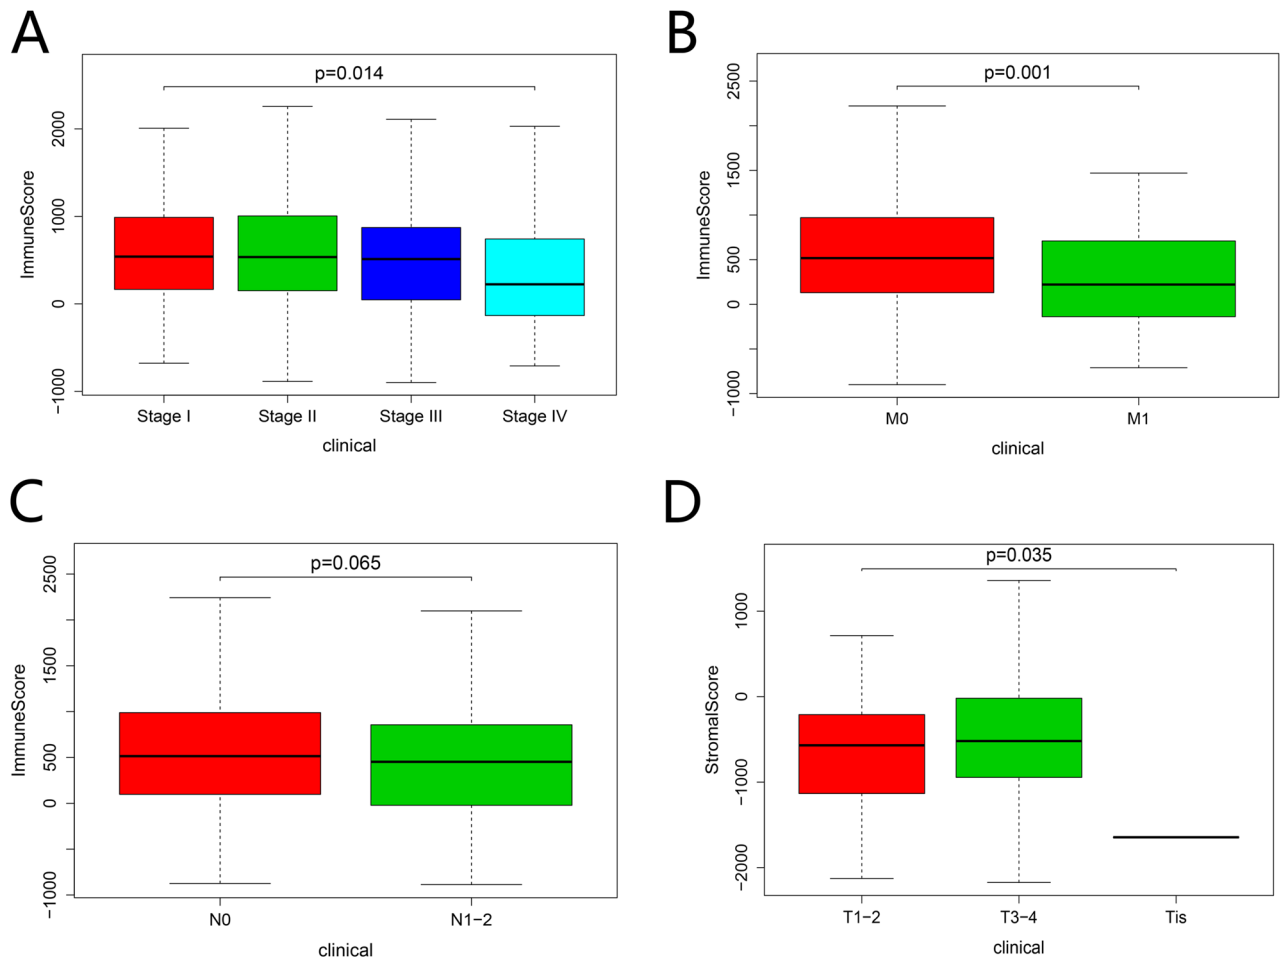 A
p=0.014
ImmuneScore
2000
1000
0
−1000
Stage I Stage II Stage III Stage IV
clinical
B
p=0.001
ImmuneScore
2500
1500
500
0
−1000
M0 M1
clinical
C
p=0.065
ImmuneScore
2500
1500
500
0
−1000
N0 N1−2
clinical
D
p=0.035
StromalScore
1000
0
−1000
−2000
T1−2 T3−4 Tis
clinical